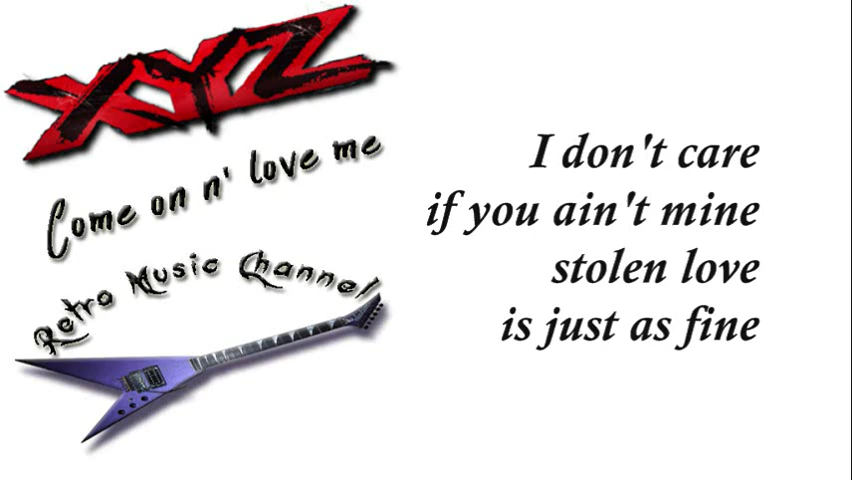 XYZ
Come on n' love me
Retro Music Channel
I don't care
if you ain't mine
stolen love
is just as fine